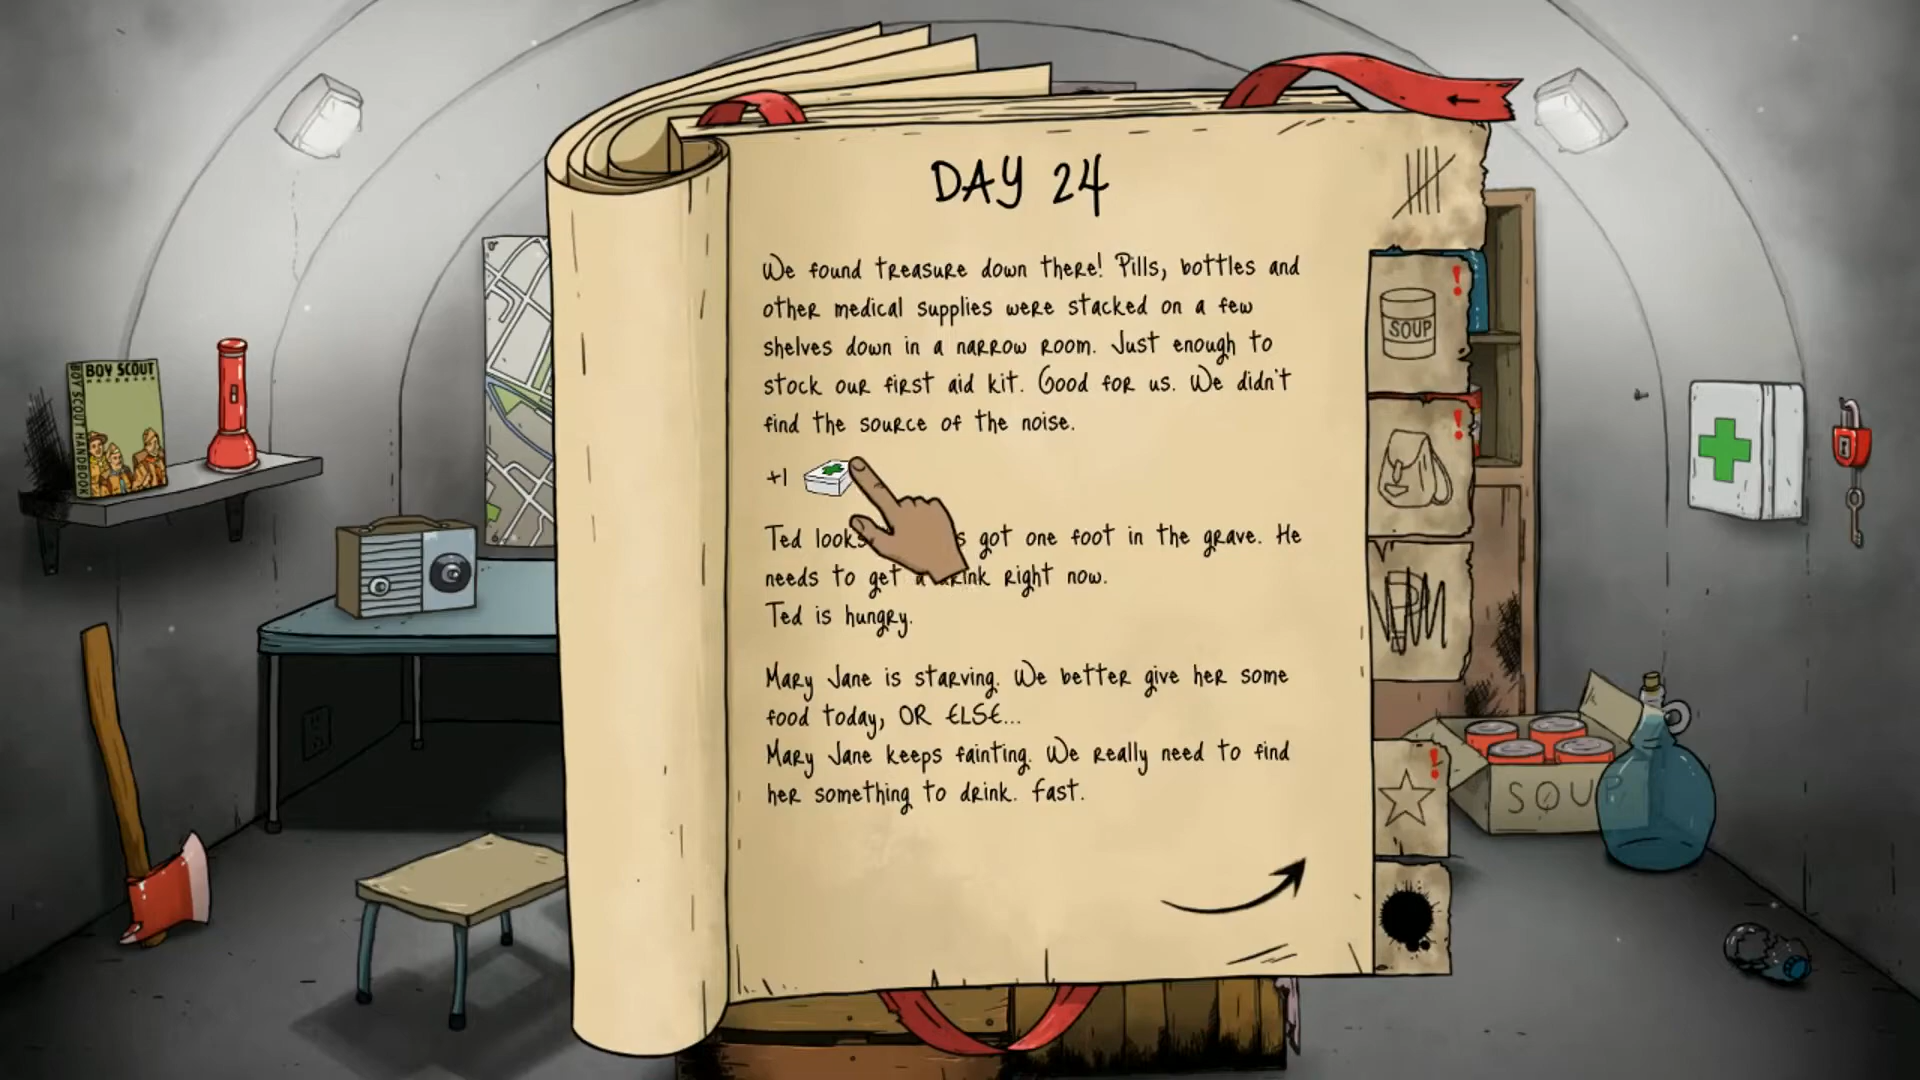 DAY 24
We found treasure down there! Pills, bottles and
other medical supplies were stacked on a few
shelves down in a narrow room. Just enough to
stock our first aid kit. Good for us. We didn't
find the source of the noise.
+1
Ted looks got one foot in the grave. He
needs to get a drink right now.
Ted is hungry.
Mary Jane is starving. We better give her some
food today, OR ELSE...
Mary Jane keeps fainting. We really need to find
her something to drink. Fast.
BOY SCOUT
BOY SCOUT HANDBOOK
SOUP
!
!
!
SOUP